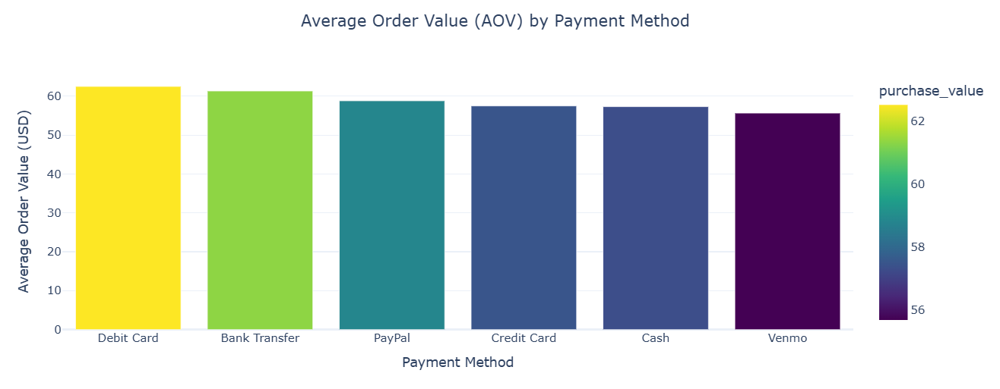 Average Order Value (AOV) by Payment Method
Average Order Value (USD)
60
50
40
30
20
10
0
Debit Card Bank Transfer PayPal Credit Card Cash Venmo
Payment Method
purchase_value
62
60
58
56